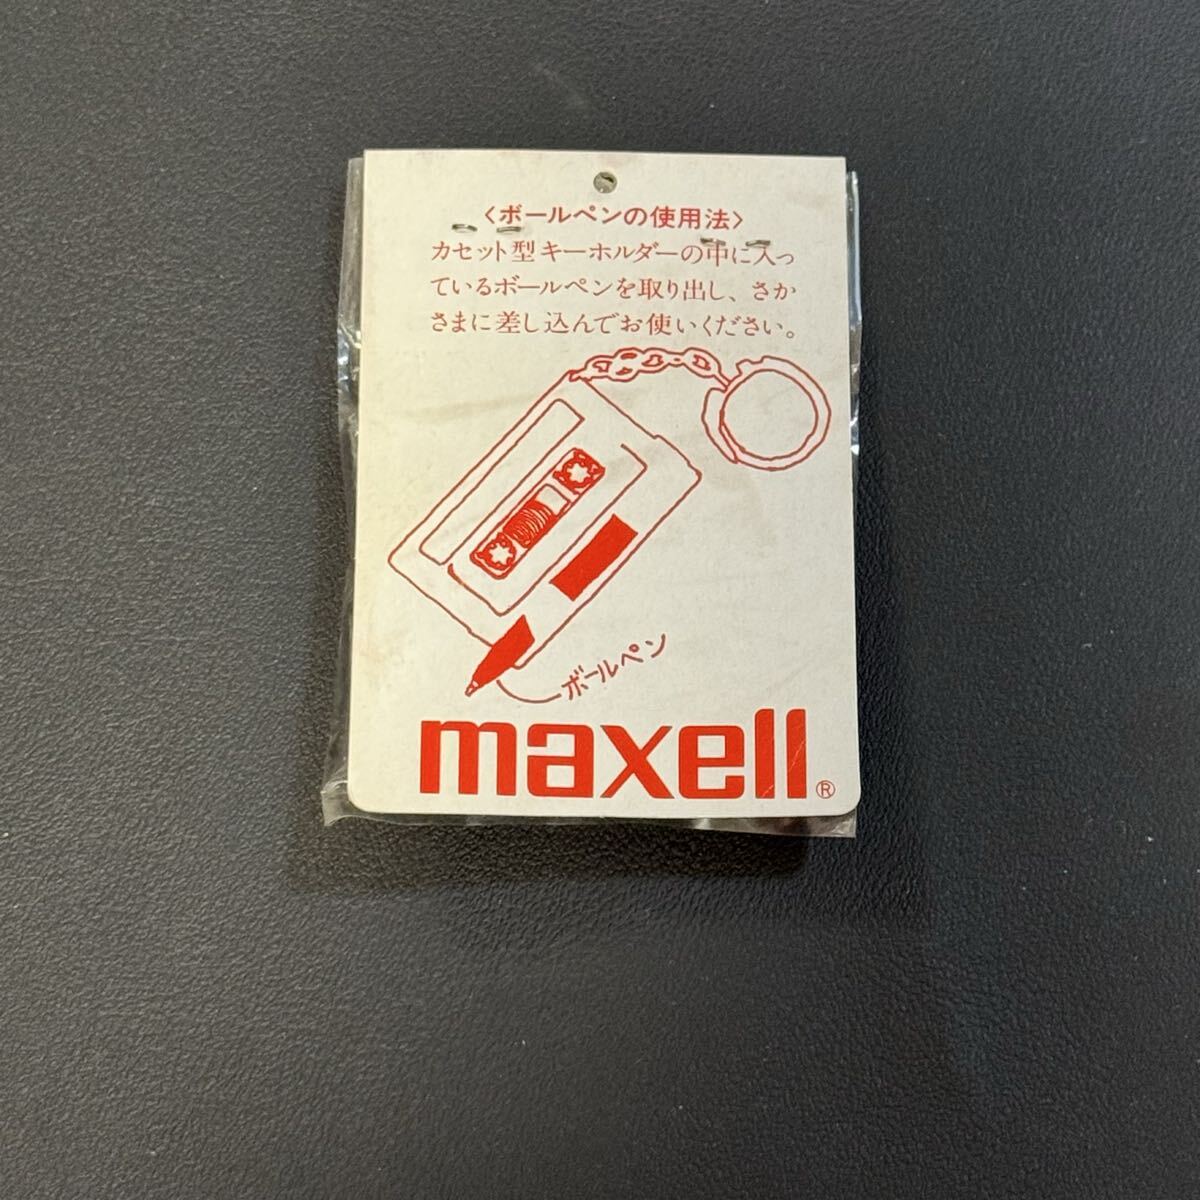 〈ボールペンの使用法〉
カセット型キーホルダーの中に入っ
ているボールペンを取り出し、さか
さまに差し込んでお使いください。
ボールペン
maxell®